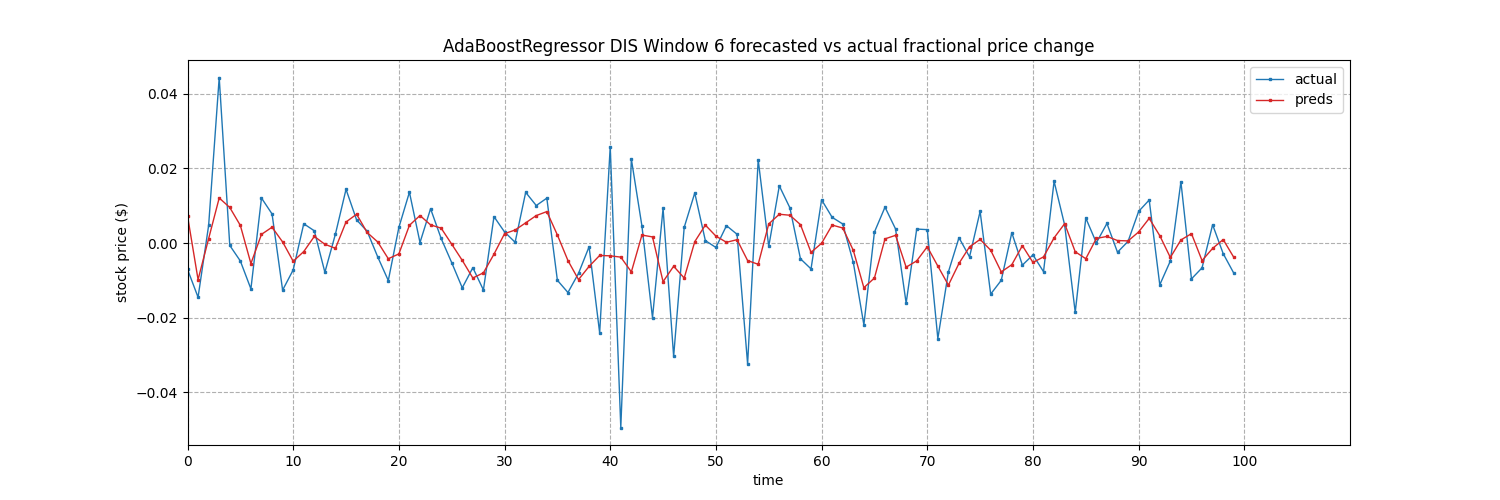 AdaBoostRegressor DIS Window 6 forecasted vs actual fractional price change
actual
preds
stock price ($)
0.04
0.02
0.00
−0.02
−0.04
0 10 20 30 40 50 60 70 80 90 100
time